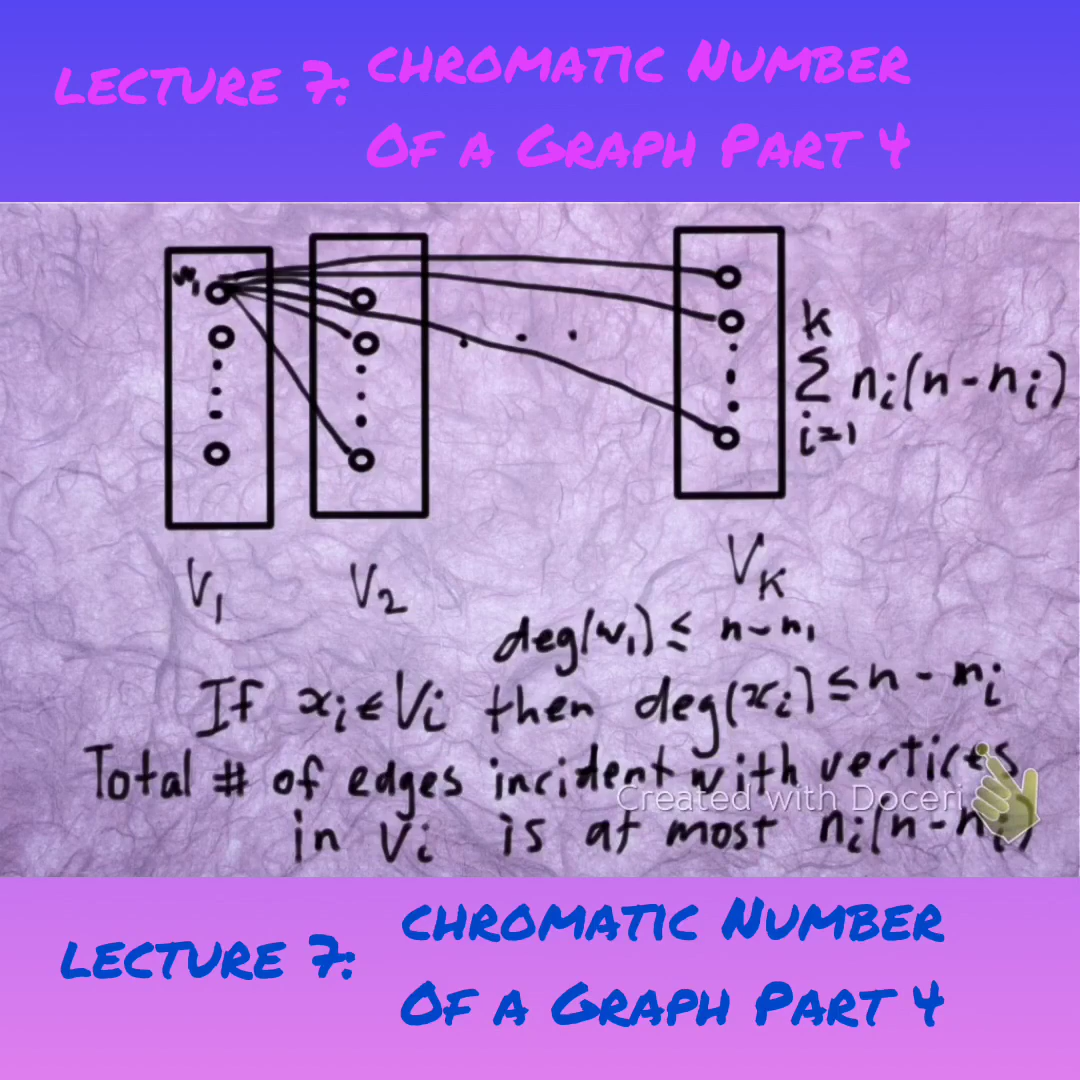 LECTURE 7: CHROMATIC NUMBER
OF A GRAPH PART 4
w₁
k
∑ nᵢ(n-nᵢ)
i=1
V₁ V₂ Vₖ
deg(w₁) ≤ n-n₁
If xᵢ∈Vᵢ then deg(xᵢ) ≤ n-nᵢ
Total # of edges incident with vertices
Created with Doceri
in Vᵢ is at most nᵢ(n-nᵢ)
LECTURE 7: CHROMATIC NUMBER
OF A GRAPH PART 4